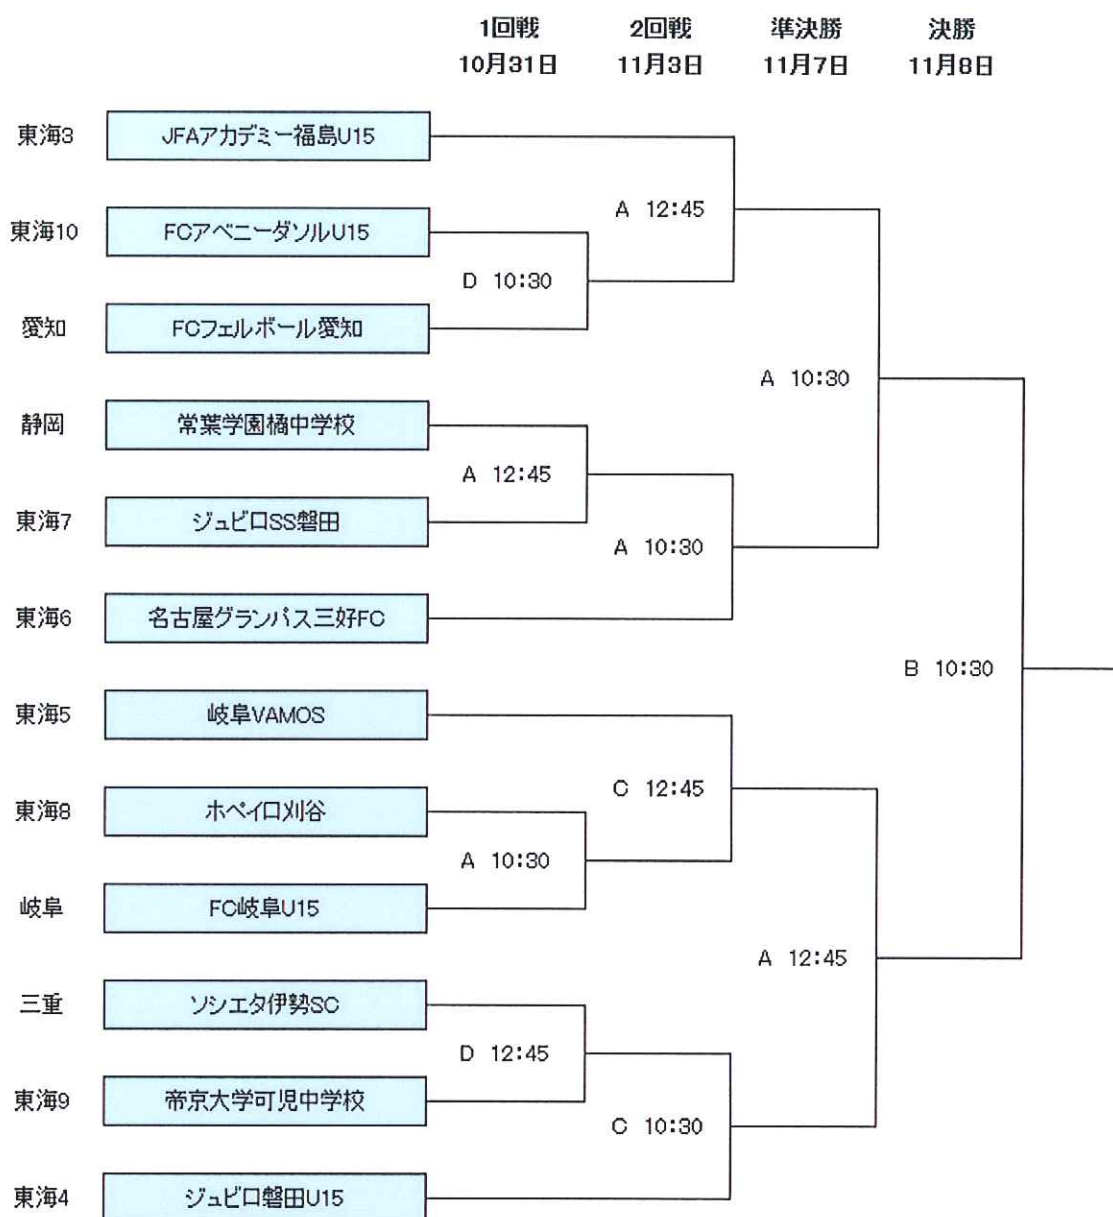 1回戦 2回戦 準決勝 決勝
10月31日 11月3日 11月7日 11月8日
東海3 JFAアカデミー福島U15
A 12:45
東海10 FCアベニーダソルU15
D 10:30
愛知 FCフェルボール愛知
A 10:30
静岡 常葉学園橘中学校
A 12:45
東海7 ジュビロSS磐田
A 10:30
東海6 名古屋グランパス三好FC
B 10:30
東海5 岐阜VAMOS
C 12:45
東海8 ホペイロ刈谷
A 10:30
岐阜 FC岐阜U15
A 12:45
三重 ソシエタ伊勢SC
D 12:45
東海9 帝京大学可児中学校
C 10:30
東海4 ジュビロ磐田U15